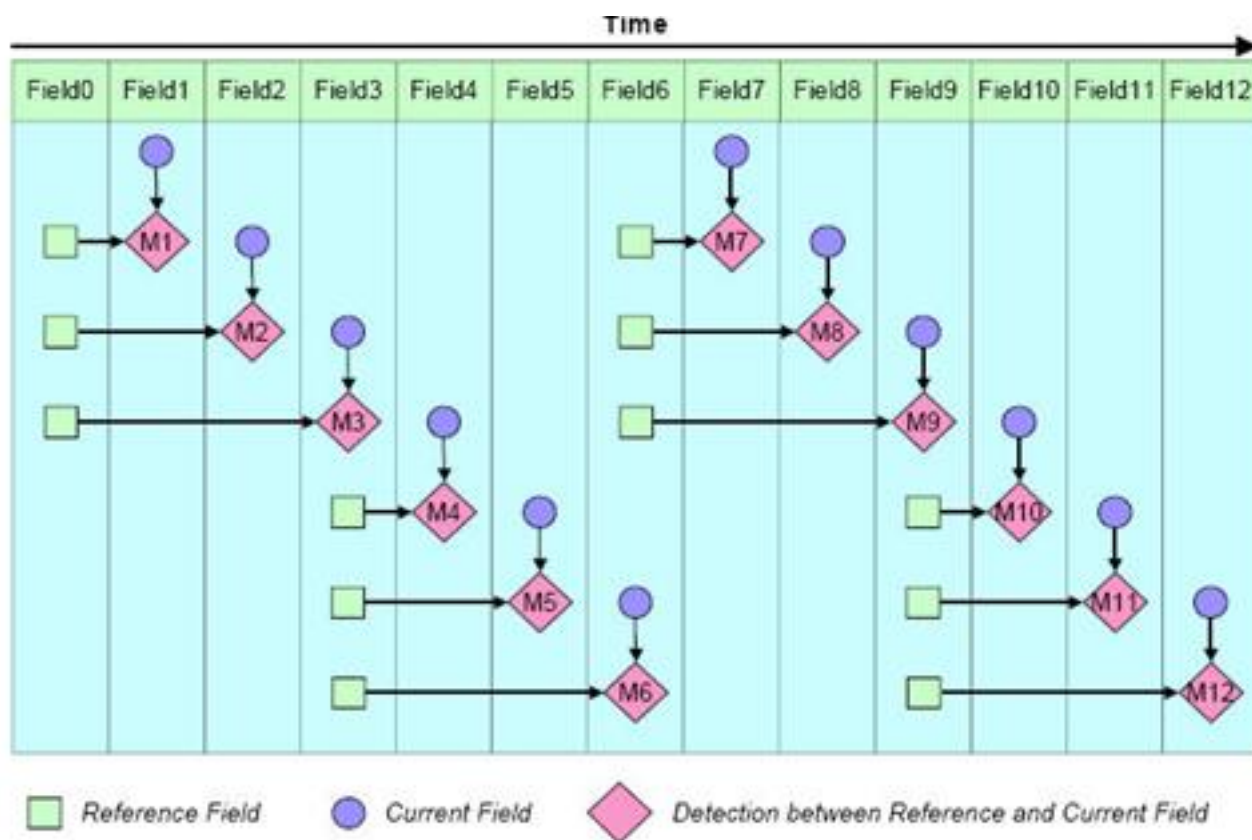 Time
Field0 Field1 Field2 Field3 Field4 Field5 Field6 Field7 Field8 Field9 Field10 Field11 Field12
M1 M7
M2 M8
M3 M9
M4 M10
M5 M11
M6 M12
Reference Field Current Field Detection between Reference and Current Field